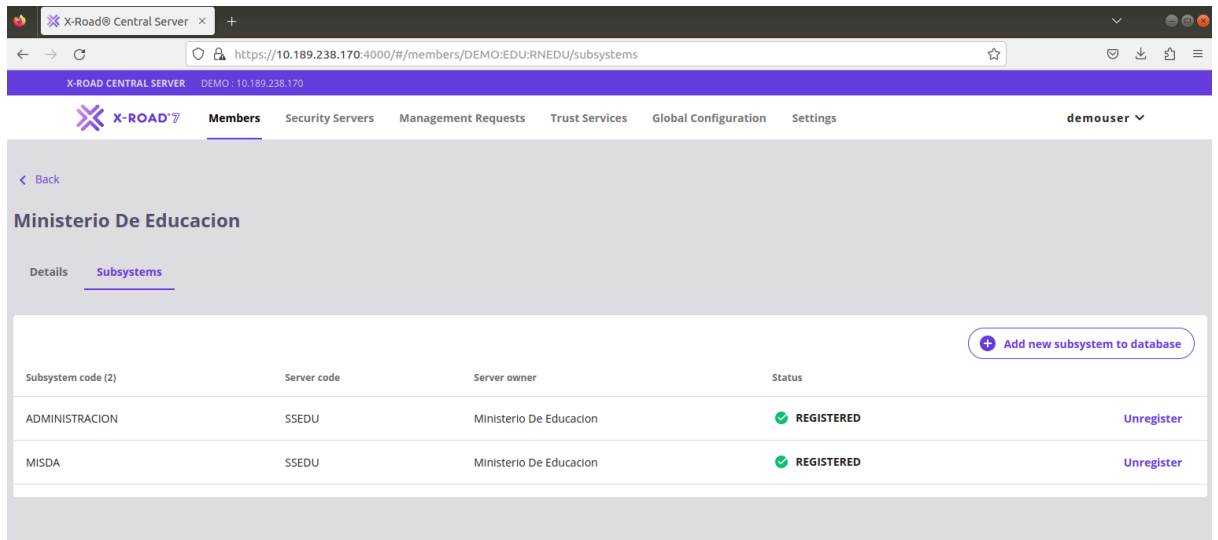 X-Road® Central Server
https://10.189.238.170:4000/#/members/DEMO:EDU:RNEDU/subsystems
X-ROAD CENTRAL SERVER DEMO : 10.189.238.170
X-ROAD®7 Members Security Servers Management Requests Trust Services Global Configuration Settings demouser
Back
Ministerio De Educacion
Details Subsystems
Add new subsystem to database
Subsystem code (2) Server code Server owner Status
ADMINISTRACION SSEDU Ministerio De Educacion REGISTERED Unregister
MISDA SSEDU Ministerio De Educacion REGISTERED Unregister